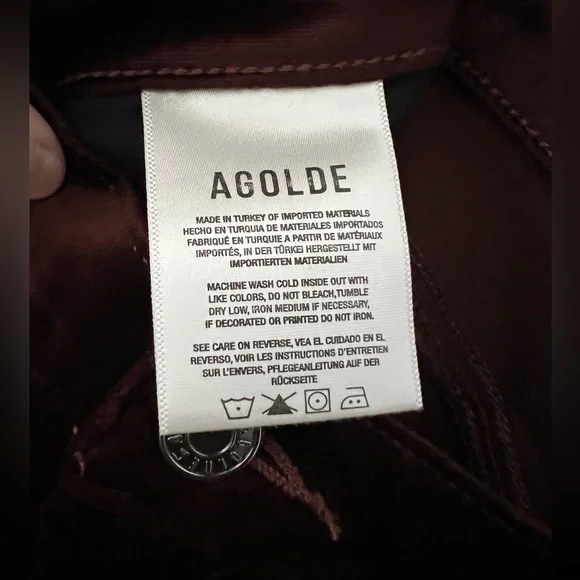 AGOLDE
MADE IN TURKEY OF IMPORTED MATERIALS
HECHO EN TURQUIA DE MATERIALES IMPORTADOS
FABRIQUÉ EN TURQUIE A PARTIR DE MATÉRIAUX
IMPORTÉS, IN DER TÜRKEI HERGESTELLT MIT
IMPORTIERTEN MATERIALIEN
MACHINE WASH COLD INSIDE OUT WITH
LIKE COLORS, DO NOT BLEACH,TUMBLE
DRY LOW, IRON MEDIUM IF NECESSARY,
IF DECORATED OR PRINTED DO NOT IRON.
SEE CARE ON REVERSE, VEA EL CUIDADO EN EL
REVERSO, VOIR LES INSTRUCTIONS D'ENTRETIEN
SUR L'ENVERS, PFLEGEANLEITUNG AUF DER
RÜCKSEITE
AGOLDE